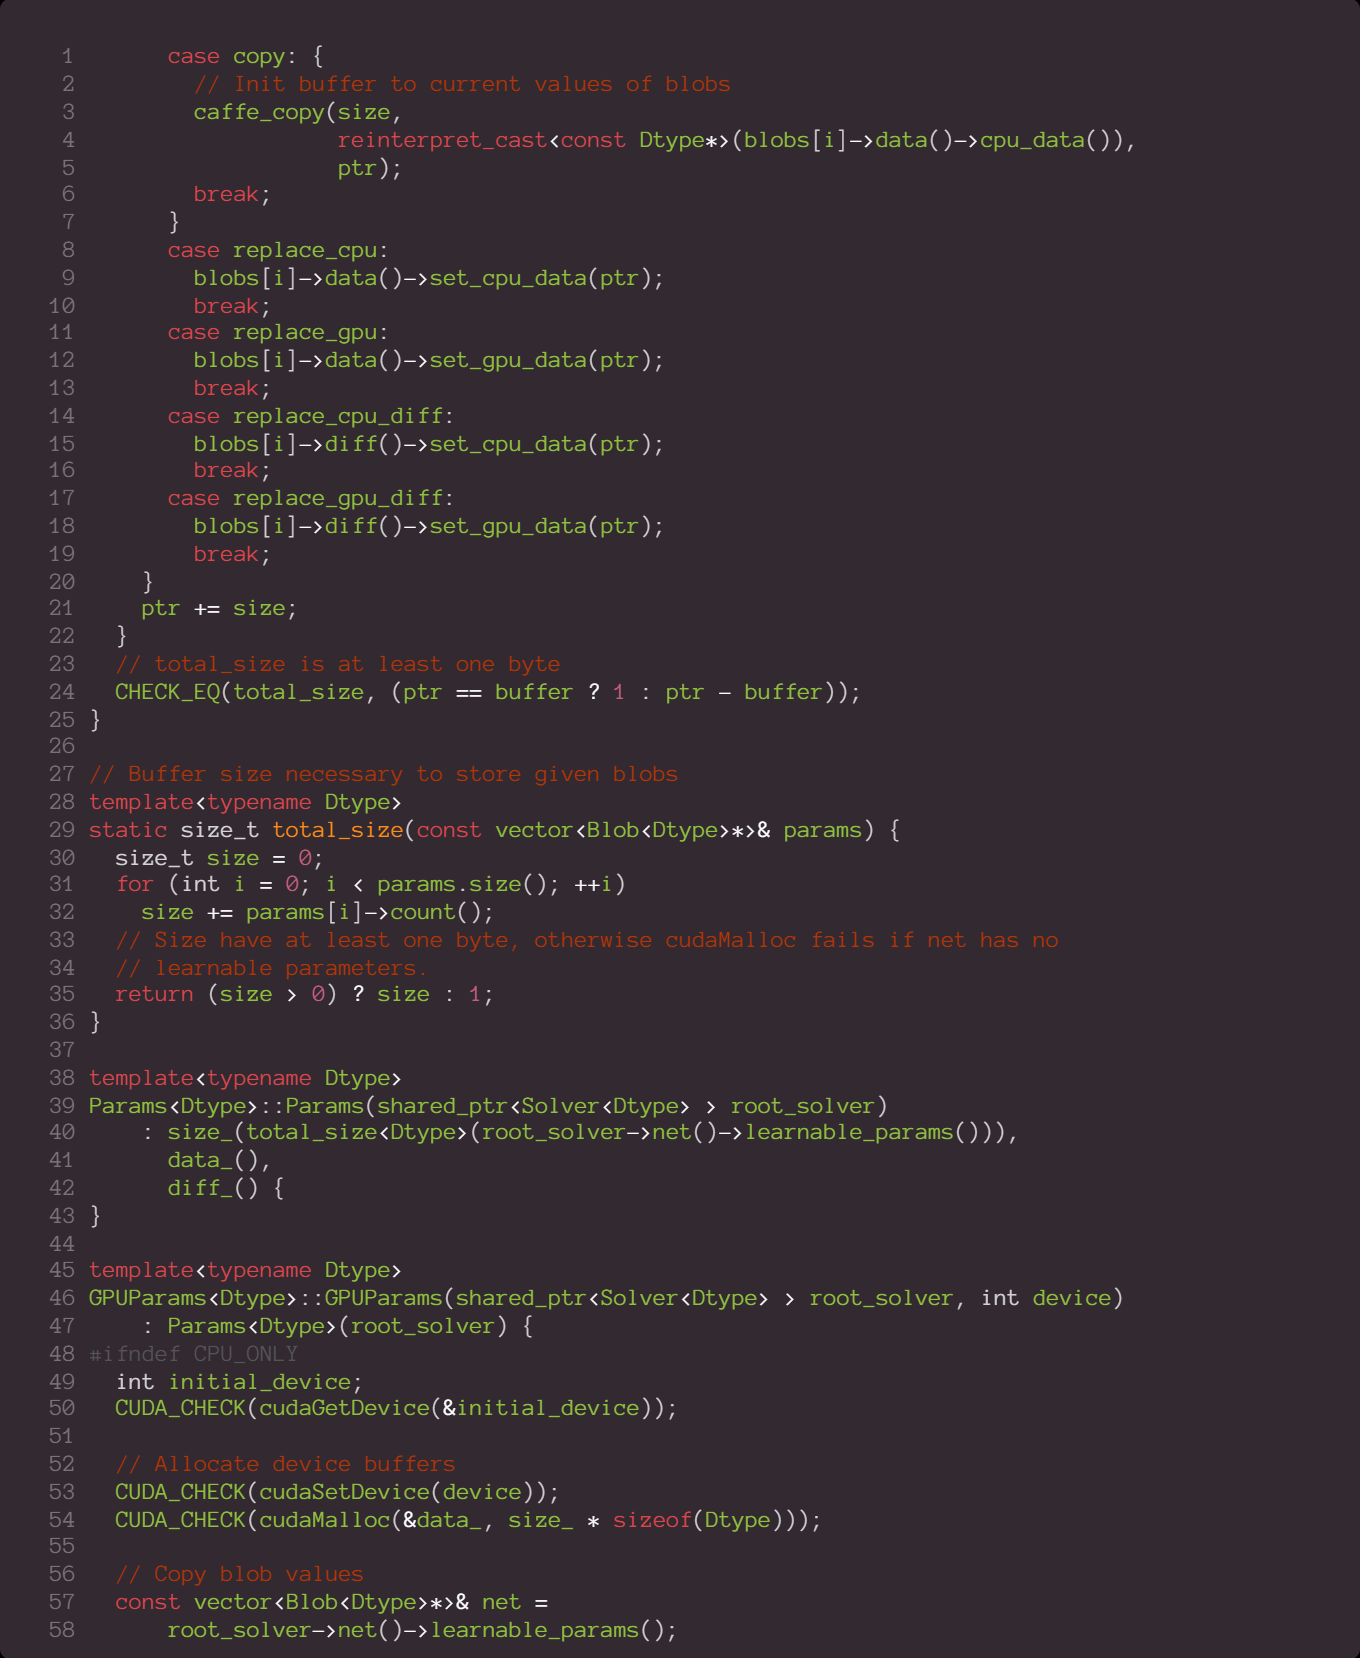 1 case copy: {
2 // Init buffer to current values of blobs
3 caffe_copy(size,
4 reinterpret_cast<const Dtype*>(blobs[i]->data()->cpu_data()),
5 ptr);
6 break;
7 }
8 case replace_cpu:
9 blobs[i]->data()->set_cpu_data(ptr);
10 break;
11 case replace_gpu:
12 blobs[i]->data()->set_gpu_data(ptr);
13 break;
14 case replace_cpu_diff:
15 blobs[i]->diff()->set_cpu_data(ptr);
16 break;
17 case replace_gpu_diff:
18 blobs[i]->diff()->set_gpu_data(ptr);
19 break;
20 }
21 ptr += size;
22 }
23 // total_size is at least one byte
24 CHECK_EQ(total_size, (ptr == buffer ? 1 : ptr - buffer));
25 }
26
27 // Buffer size necessary to store given blobs
28 template<typename Dtype>
29 static size_t total_size(const vector<Blob<Dtype>*>& params) {
30 size_t size = 0;
31 for (int i = 0; i < params.size(); ++i)
32 size += params[i]->count();
33 // Size have at least one byte, otherwise cudaMalloc fails if net has no
34 // learnable parameters.
35 return (size > 0) ? size : 1;
36 }
37
38 template<typename Dtype>
39 Params<Dtype>::Params(shared_ptr<Solver<Dtype> > root_solver)
40 : size_(total_size<Dtype>(root_solver->net()->learnable_params())),
41 data_(),
42 diff_() {
43 }
44
45 template<typename Dtype>
46 GPUParams<Dtype>::GPUParams(shared_ptr<Solver<Dtype> > root_solver, int device)
47 : Params<Dtype>(root_solver) {
48 #ifndef CPU_ONLY
49 int initial_device;
50 CUDA_CHECK(cudaGetDevice(&initial_device));
51
52 // Allocate device buffers
53 CUDA_CHECK(cudaSetDevice(device));
54 CUDA_CHECK(cudaMalloc(&data_, size_ * sizeof(Dtype)));
55
56 // Copy blob values
57 const vector<Blob<Dtype>*>& net =
58 root_solver->net()->learnable_params();